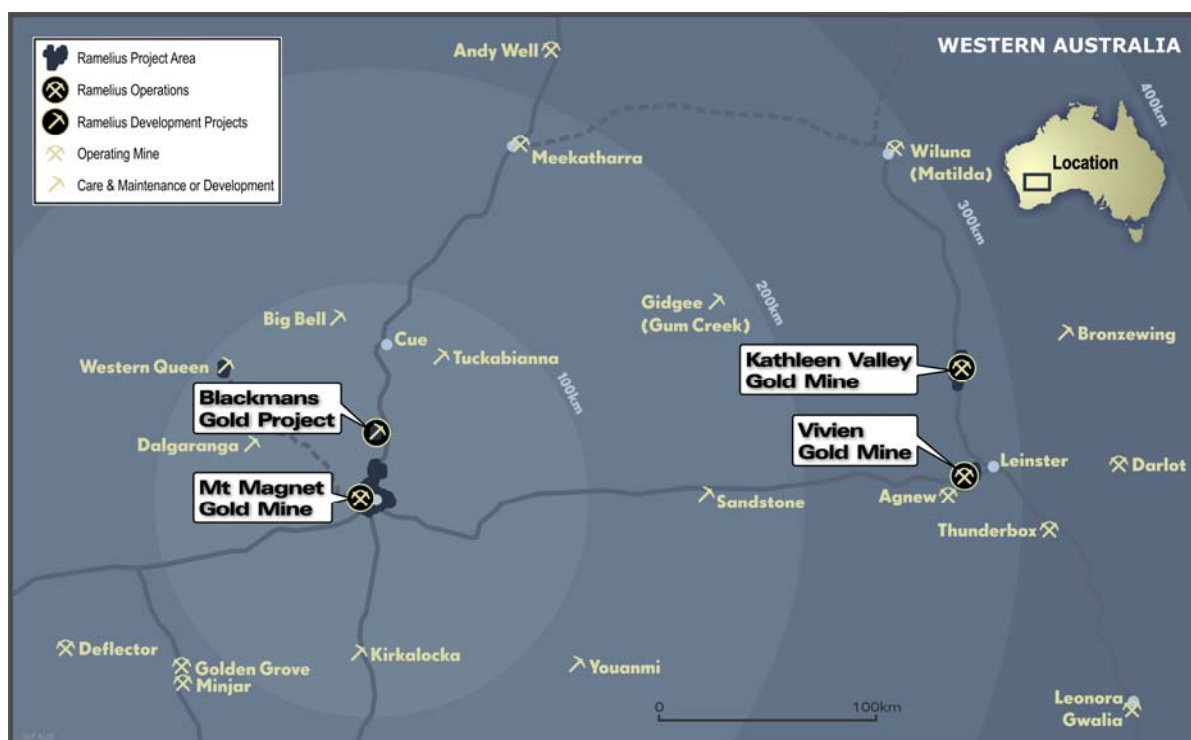 Ramelius Project Area
Ramelius Operations
Ramelius Development Projects
Operating Mine
Care & Maintenance or Development
WESTERN AUSTRALIA
Andy Well
400km
Meekatharra
Wiluna
(Matilda)
Location
300km
200km
Gidgee
(Gum Creek)
Big Bell
Cue
Tuckabianna
Bronzewing
Western Queen
Kathleen Valley
Gold Mine
100km
Blackmans
Gold Project
Vivien
Gold Mine
Dalgaranga
Leinster
Darlot
Mt Magnet
Gold Mine
Agnew
Sandstone
Thunderbox
Deflector
Golden Grove
Minjar
Kirkalocka
Youanmi
0
100km
Leonora
Gwalia